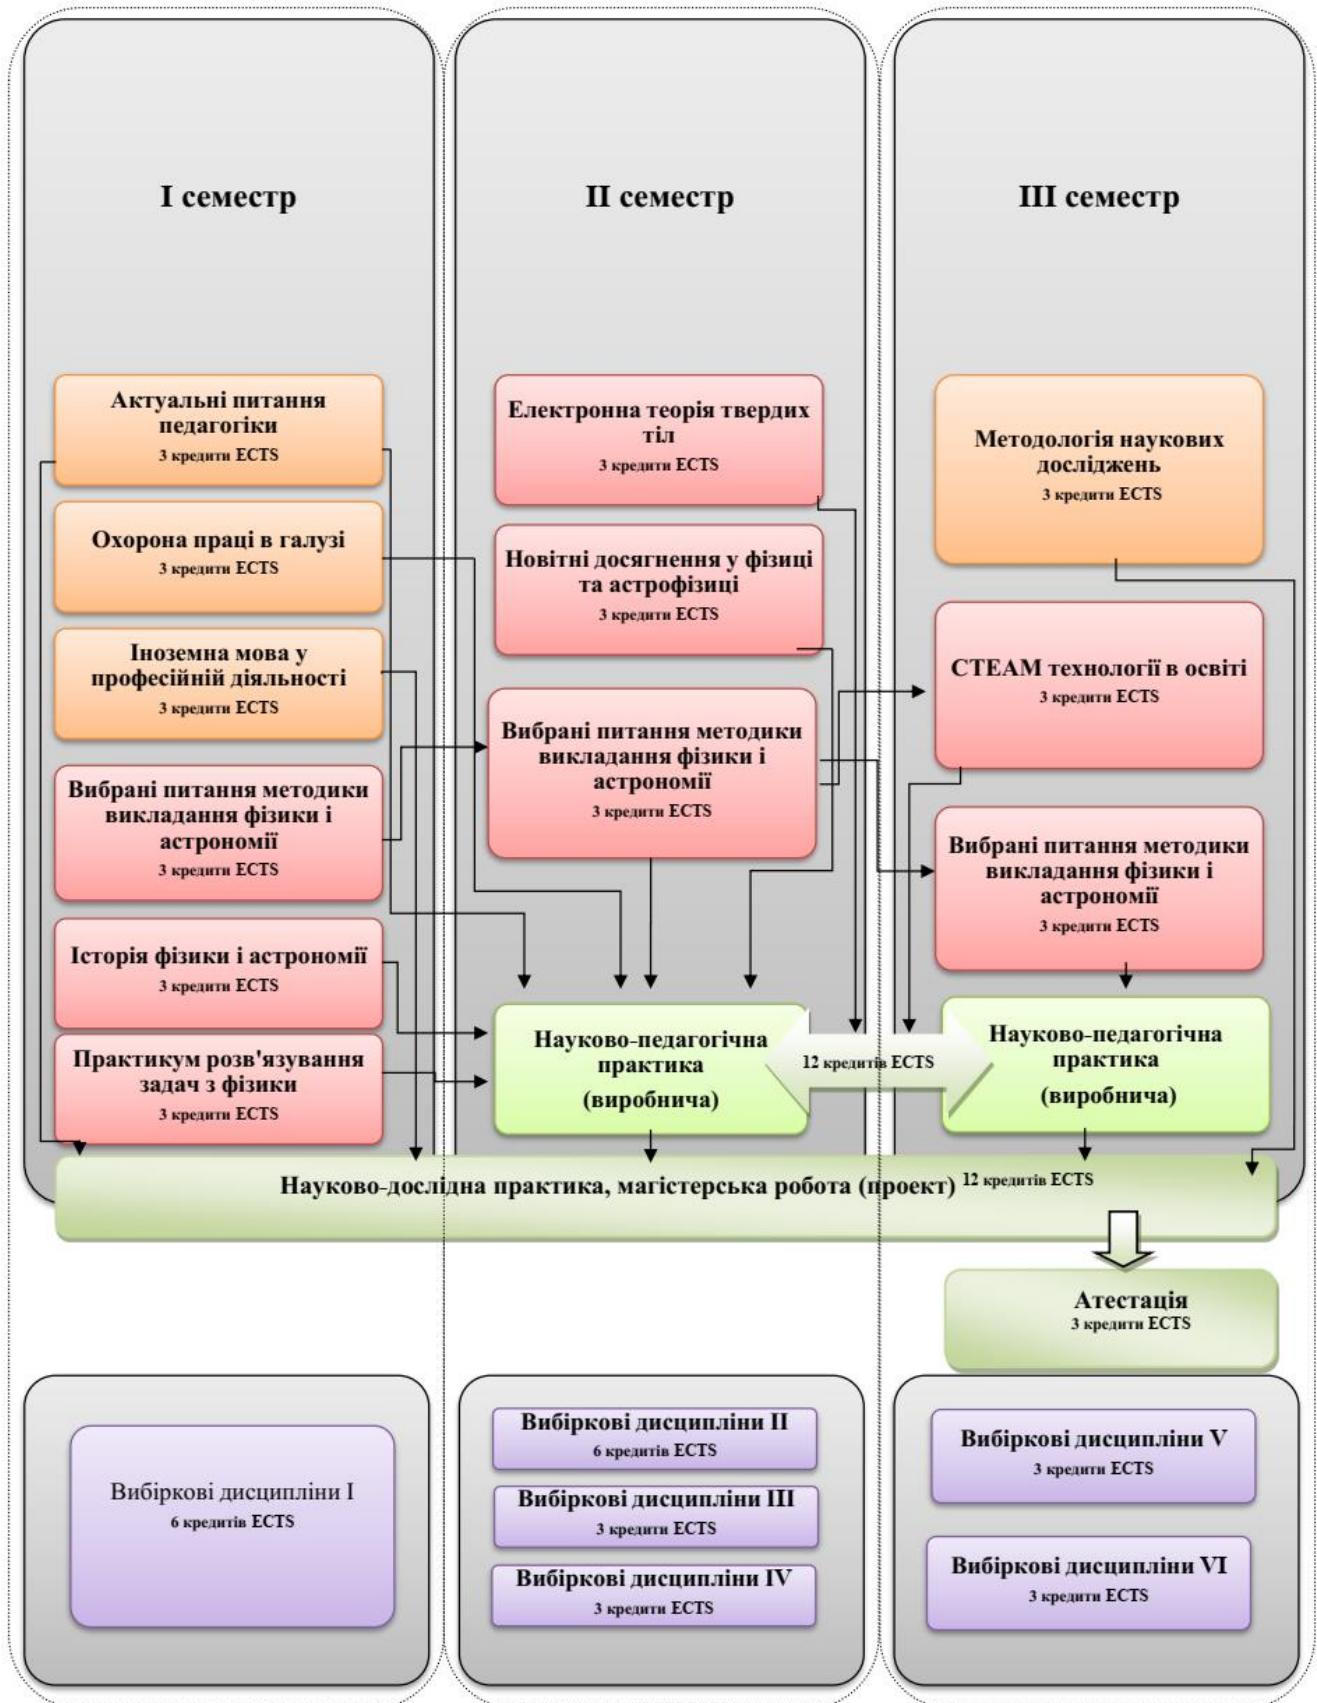 I семестр
Актуальні питання
педагогіки
3 кредити ECTS
Охорона праці в галузі
3 кредити ECTS
Іноземна мова у
професійній діяльності
3 кредити ECTS
Вибрані питання методики
викладання фізики і
астрономії
3 кредити ECTS
Історія фізики і астрономії
3 кредити ECTS
Практикум розв'язування
задач з фізики
3 кредити ECTS
II семестр
Електронна теорія твердих
тіл
3 кредити ECTS
Новітні досягнення у фізиці
та астрофізиці
3 кредити ECTS
Вибрані питання методики
викладання фізики і
астрономії
3 кредити ECTS
Науково-педагогічна
практика
(виробнича)
12 кредитів ECTS
III семестр
Методологія наукових
досліджень
3 кредити ECTS
СТЕАМ технології в освіті
3 кредити ECTS
Вибрані питання методики
викладання фізики і
астрономії
3 кредити ECTS
Науково-педагогічна
практика
(виробнича)
Науково-дослідна практика, магістерська робота (проект) 12 кредитів ECTS
Атестація
3 кредити ECTS
Вибіркові дисципліни I
6 кредитів ECTS
Вибіркові дисципліни II
6 кредитів ECTS
Вибіркові дисципліни III
3 кредити ECTS
Вибіркові дисципліни IV
3 кредити ECTS
Вибіркові дисципліни V
3 кредити ECTS
Вибіркові дисципліни VI
3 кредити ECTS